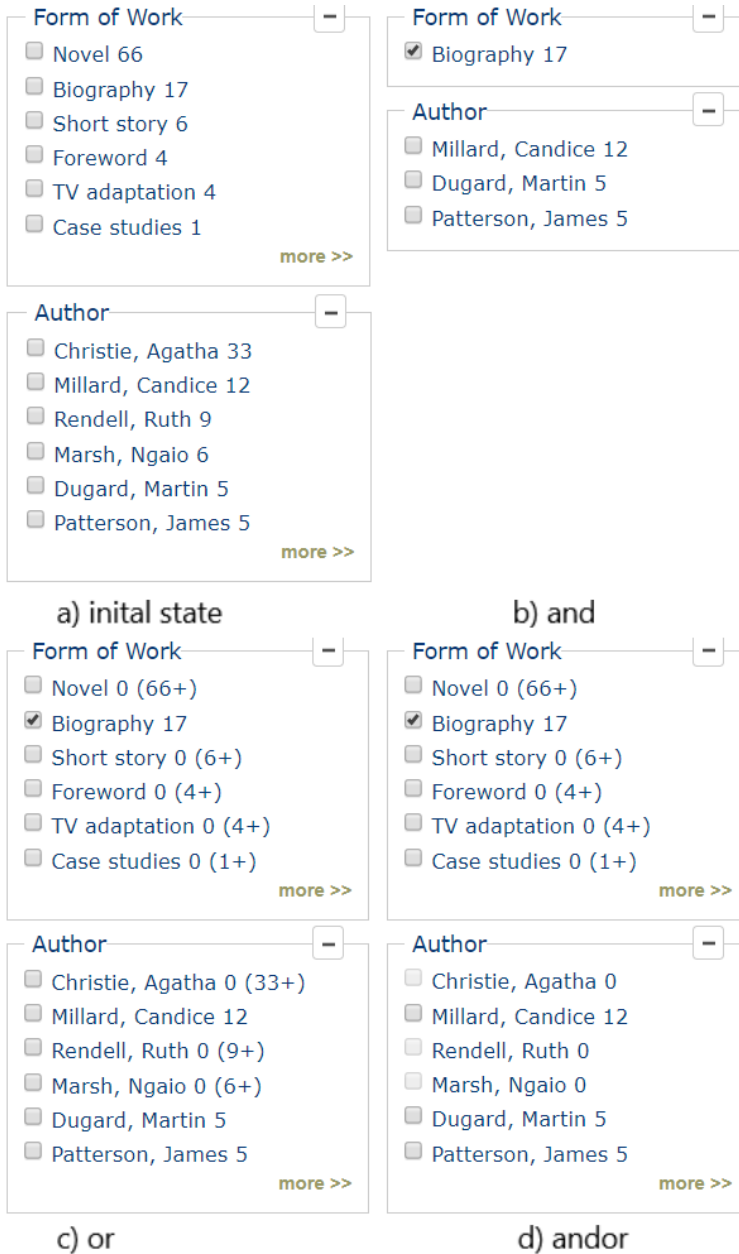 Form of Work
Novel 66
Biography 17
Short story 6
Foreword 4
TV adaptation 4
Case studies 1
more >>
Author
Christie, Agatha 33
Millard, Candice 12
Rendell, Ruth 9
Marsh, Ngaio 6
Dugard, Martin 5
Patterson, James 5
more >>
a) inital state
Form of Work
Biography 17
Author
Millard, Candice 12
Dugard, Martin 5
Patterson, James 5
b) and
Form of Work
Novel 0 (66+)
Biography 17
Short story 0 (6+)
Foreword 0 (4+)
TV adaptation 0 (4+)
Case studies 0 (1+)
more >>
Author
Christie, Agatha 0 (33+)
Millard, Candice 12
Rendell, Ruth 0 (9+)
Marsh, Ngaio 0 (6+)
Dugard, Martin 5
Patterson, James 5
more >>
c) or
Form of Work
Novel 0 (66+)
Biography 17
Short story 0 (6+)
Foreword 0 (4+)
TV adaptation 0 (4+)
Case studies 0 (1+)
more >>
Author
Christie, Agatha 0
Millard, Candice 12
Rendell, Ruth 0
Marsh, Ngaio 0
Dugard, Martin 5
Patterson, James 5
more >>
d) andor